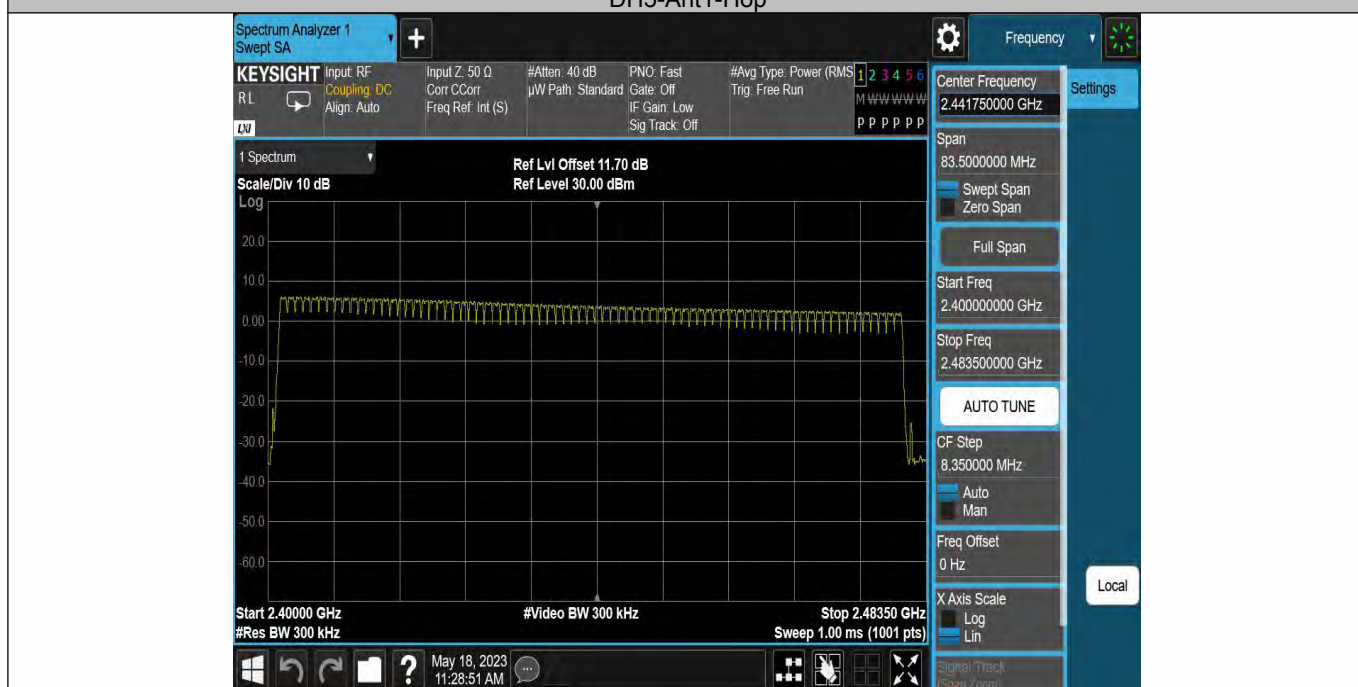 DH5-Ant1-Hop
Spectrum Analyzer 1
Swept SA
+
Frequency
KEYSIGHT
RL
LXI
Input: RF
Coupling: DC
Align: Auto
Input Z: 50 Ω
Corr CCorr
Freq Ref: Int (S)
#Atten: 40 dB
µW Path: Standard
PNO: Fast
Gate: Off
IF Gain: Low
Sig Track: Off
#Avg Type: Power (RMS
Trig: Free Run
1 2 3 4 5 6
M W W W W W
P P P P P P
Center Frequency
2.441750000 GHz
Settings
Span
83.5000000 MHz
Swept Span
Zero Span
Full Span
Start Freq
2.400000000 GHz
Stop Freq
2.483500000 GHz
AUTO TUNE
CF Step
8.350000 MHz
Auto
Man
Freq Offset
0 Hz
X Axis Scale
Log
Lin
Signal Track
(Span Zoom)
Local
1 Spectrum
Scale/Div 10 dB
Log
Ref Lvl Offset 11.70 dB
Ref Level 30.00 dBm
20.0
10.0
0.00
-10.0
-20.0
-30.0
-40.0
-50.0
-60.0
Start 2.40000 GHz
#Res BW 300 kHz
#Video BW 300 kHz
Stop 2.48350 GHz
Sweep 1.00 ms (1001 pts)
?
May 18, 2023
11:28:51 AM